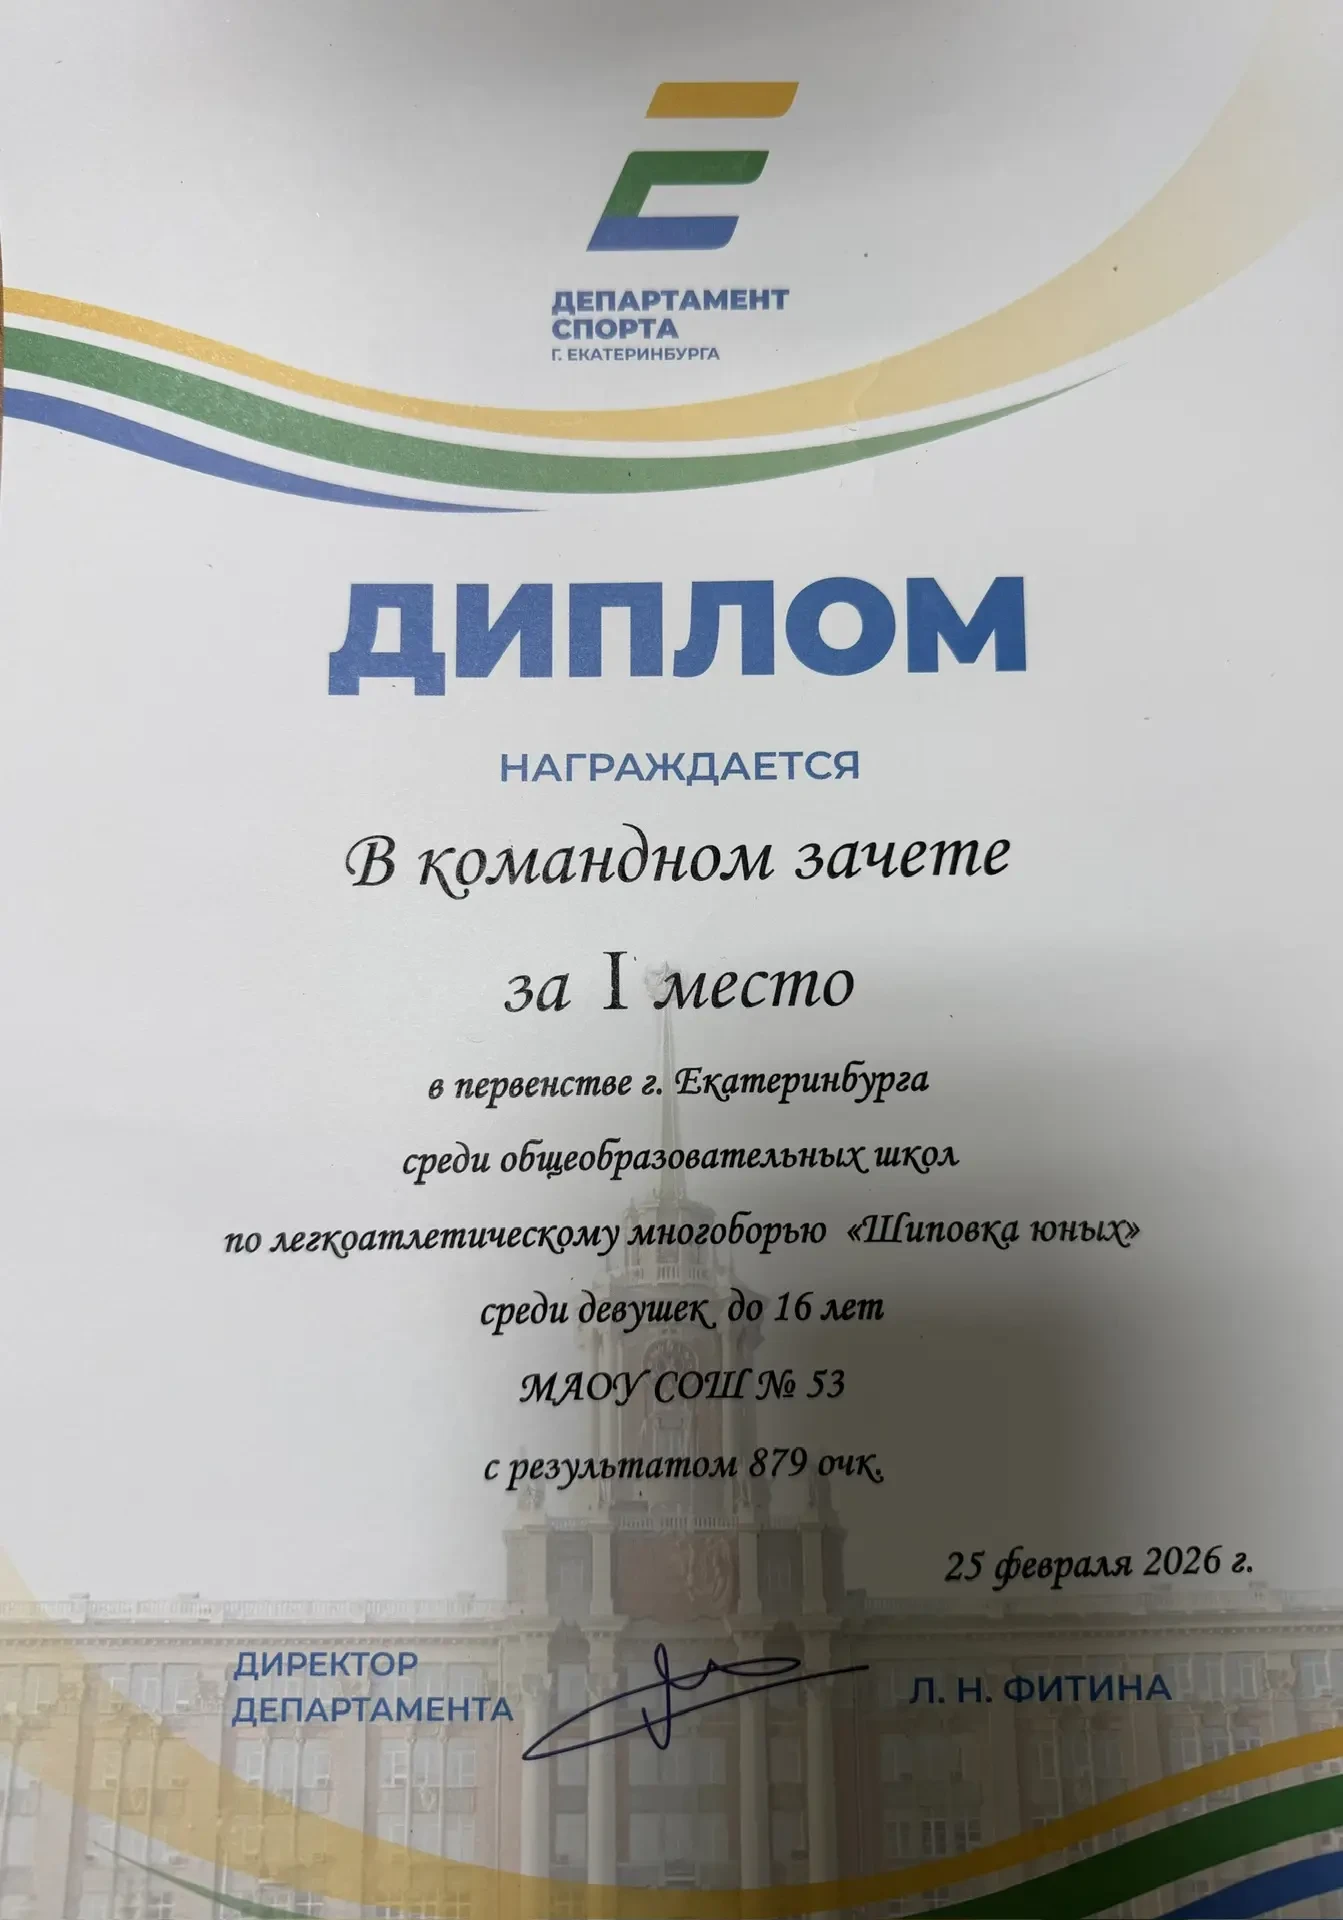 ДЕПАРТАМЕНТ
СПОРТА
Г. ЕКАТЕРИНБУРГА
ДИПЛОМ
НАГРАЖДАЕТСЯ
В командном зачете
за I место
в первенстве г. Екатеринбурга
среди общеобразовательных школ
по легкоатлетическому многоборью «Шиповка юных»
среди девушек до 16 лет
МАОУ СОШ № 53
с результатом 879 очк.
25 февраля 2026 г.
ДИРЕКТОР
ДЕПАРТАМЕНТА
Л. Н. ФИТИНА